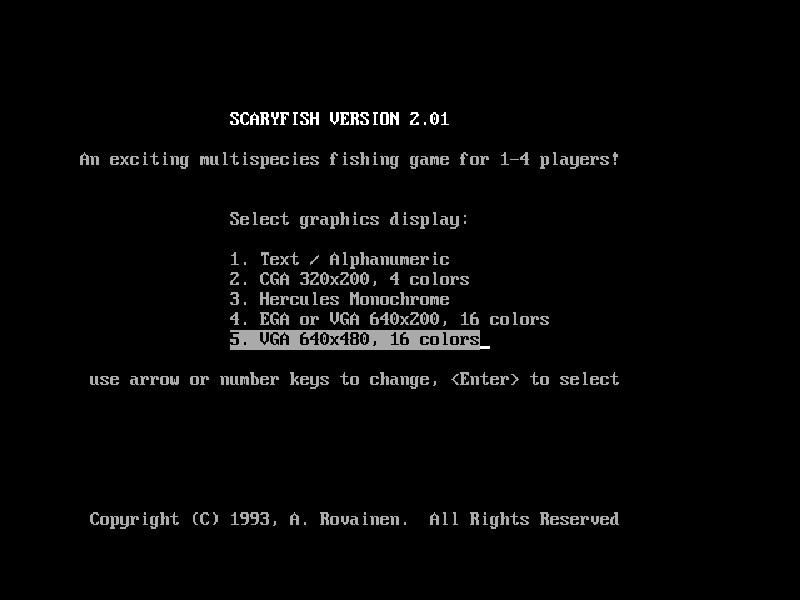 SCARYFISH VERSION 2.01
An exciting multispecies fishing game for 1-4 players!
Select graphics display:
1. Text / Alphanumeric
2. CGA 320x200, 4 colors
3. Hercules Monochrome
4. EGA or VGA 640x200, 16 colors
5. VGA 640x480, 16 colors
use arrow or number keys to change, <Enter> to select
Copyright (C) 1993, A. Rovainen.  All Rights Reserved